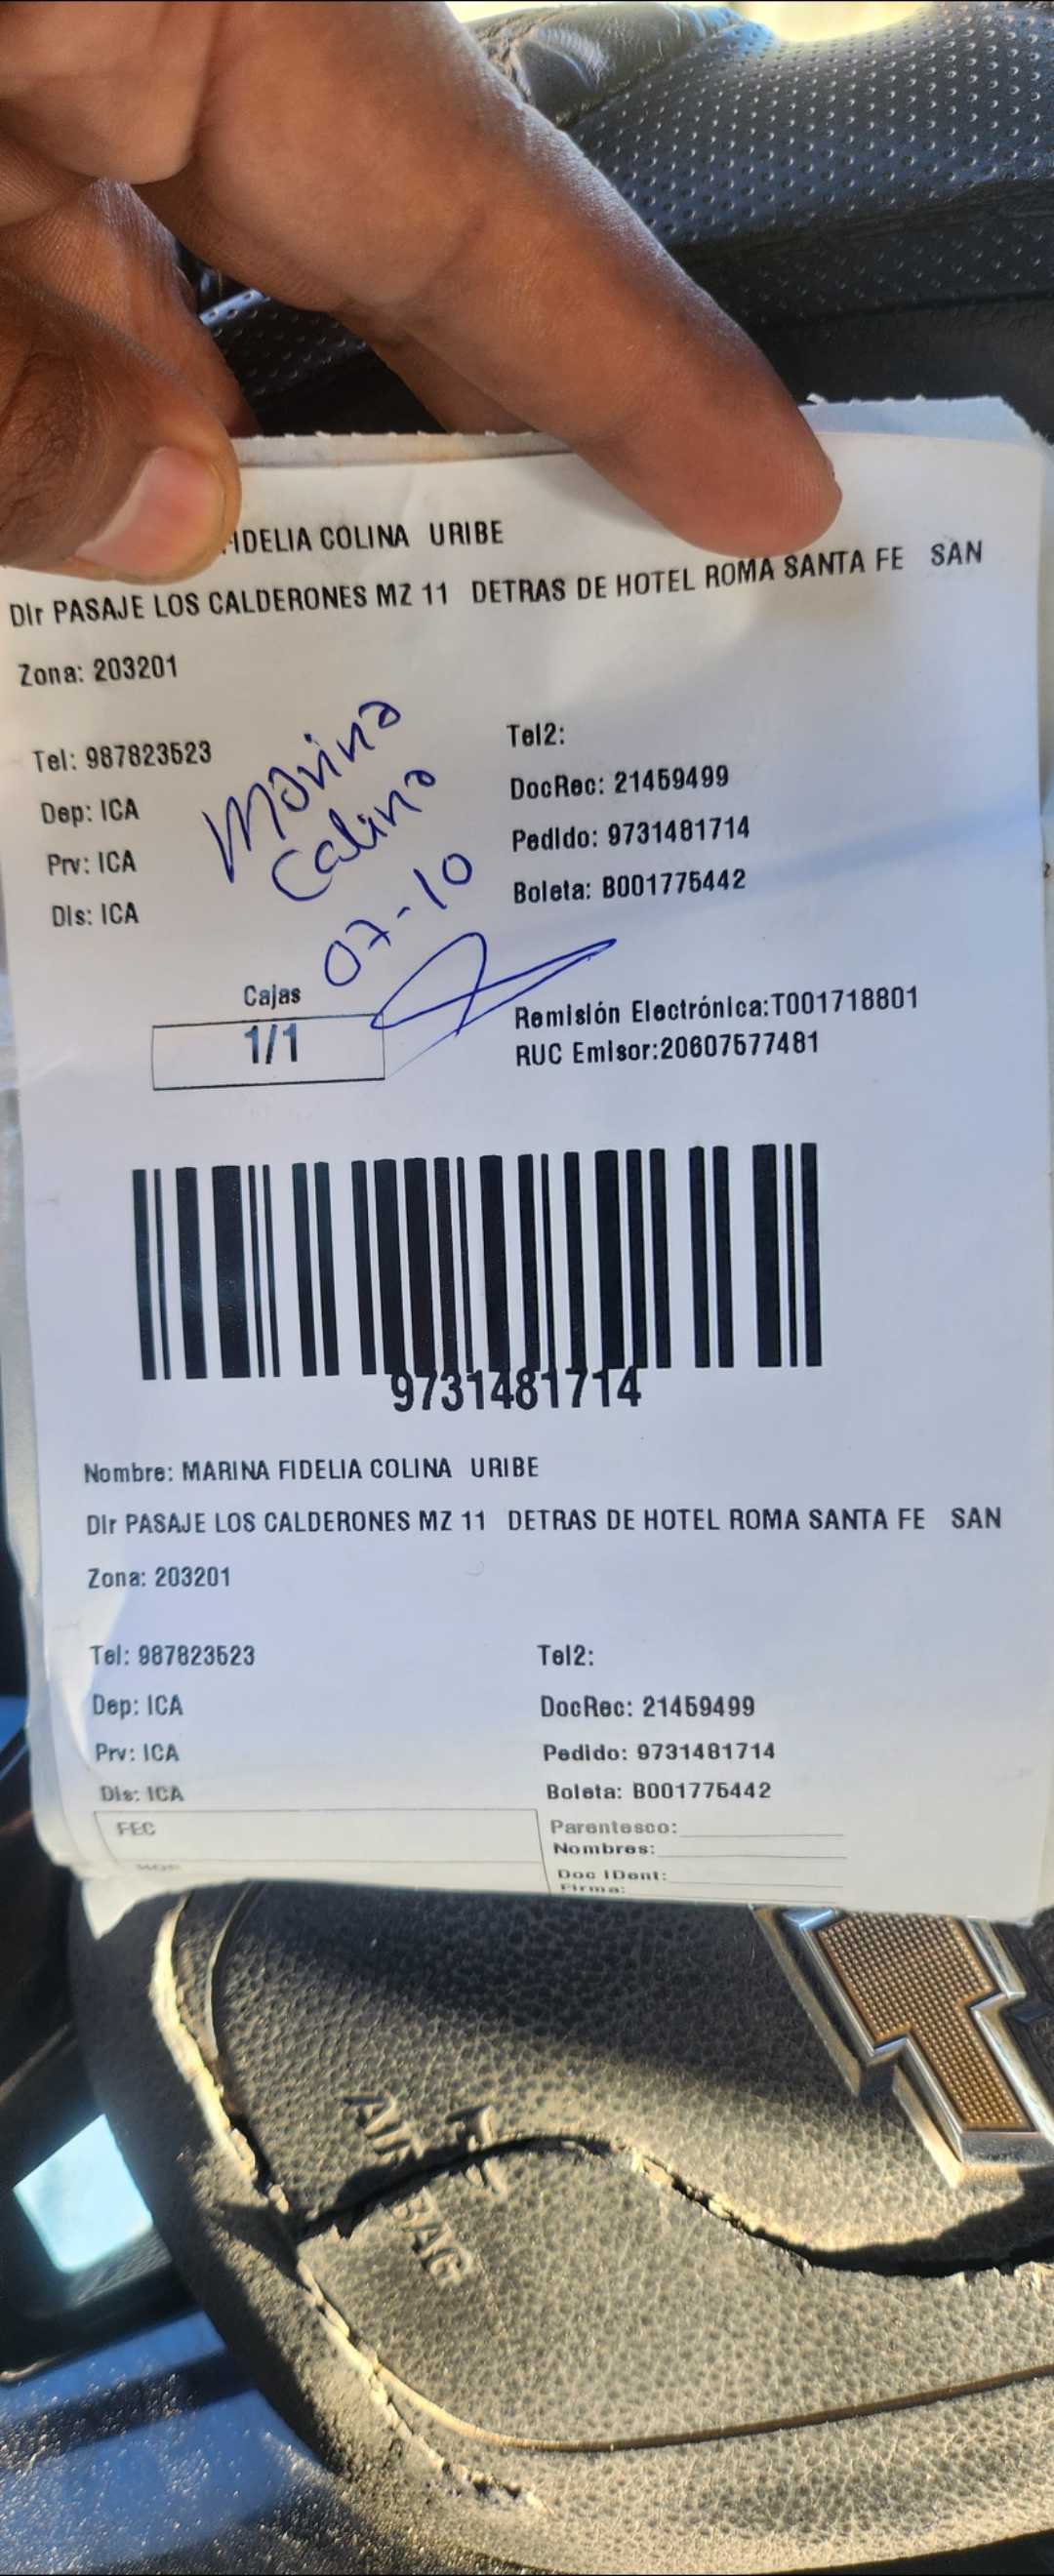 FIDELIA COLINA URIBE
Dir PASAJE LOS CALDERONES MZ 11 DETRAS DE HOTEL ROMA SANTA FE SAN
Zona: 203201
Tel: 987823523
Tel2:
Dep: ICA
DocRec: 21459499
Prv: ICA
Pedido: 9731481714
Dis: ICA
Boleta: B001775442
Marina
Calina
07-10
Cajas
1/1
Remisión Electrónica:T001718801
RUC Emisor:20607577481
9731481714
Nombre: MARINA FIDELIA COLINA URIBE
Dir PASAJE LOS CALDERONES MZ 11 DETRAS DE HOTEL ROMA SANTA FE SAN
Zona: 203201
Tel: 987823523
Tel2:
Dep: ICA
DocRec: 21459499
Prv: ICA
Pedido: 9731481714
Dis: ICA
Boleta: B001775442
FEC
Parentesco:
Nombres:
Doc IDent:
Firma:
AIRBAG